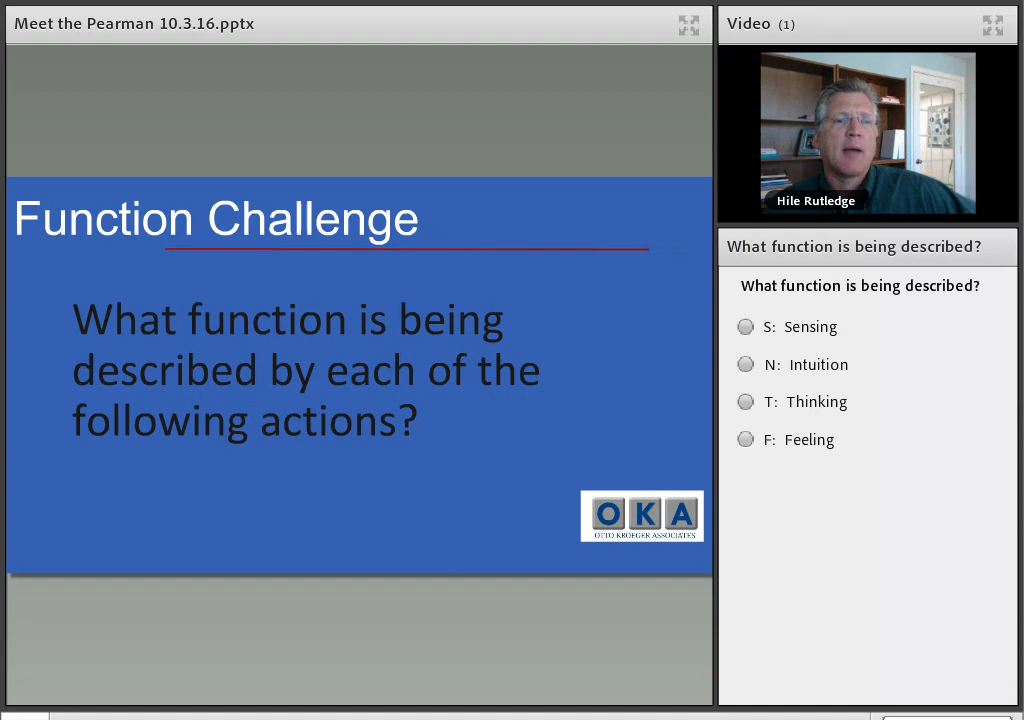 Meet the Pearman 10.3.16.pptx
Function Challenge
What function is being
described by each of the
following actions?
O K A
OTTO KROEGER ASSOCIATES
Video (1)
Hile Rutledge
What function is being described?
What function is being described?
S: Sensing
N: Intuition
T: Thinking
F: Feeling